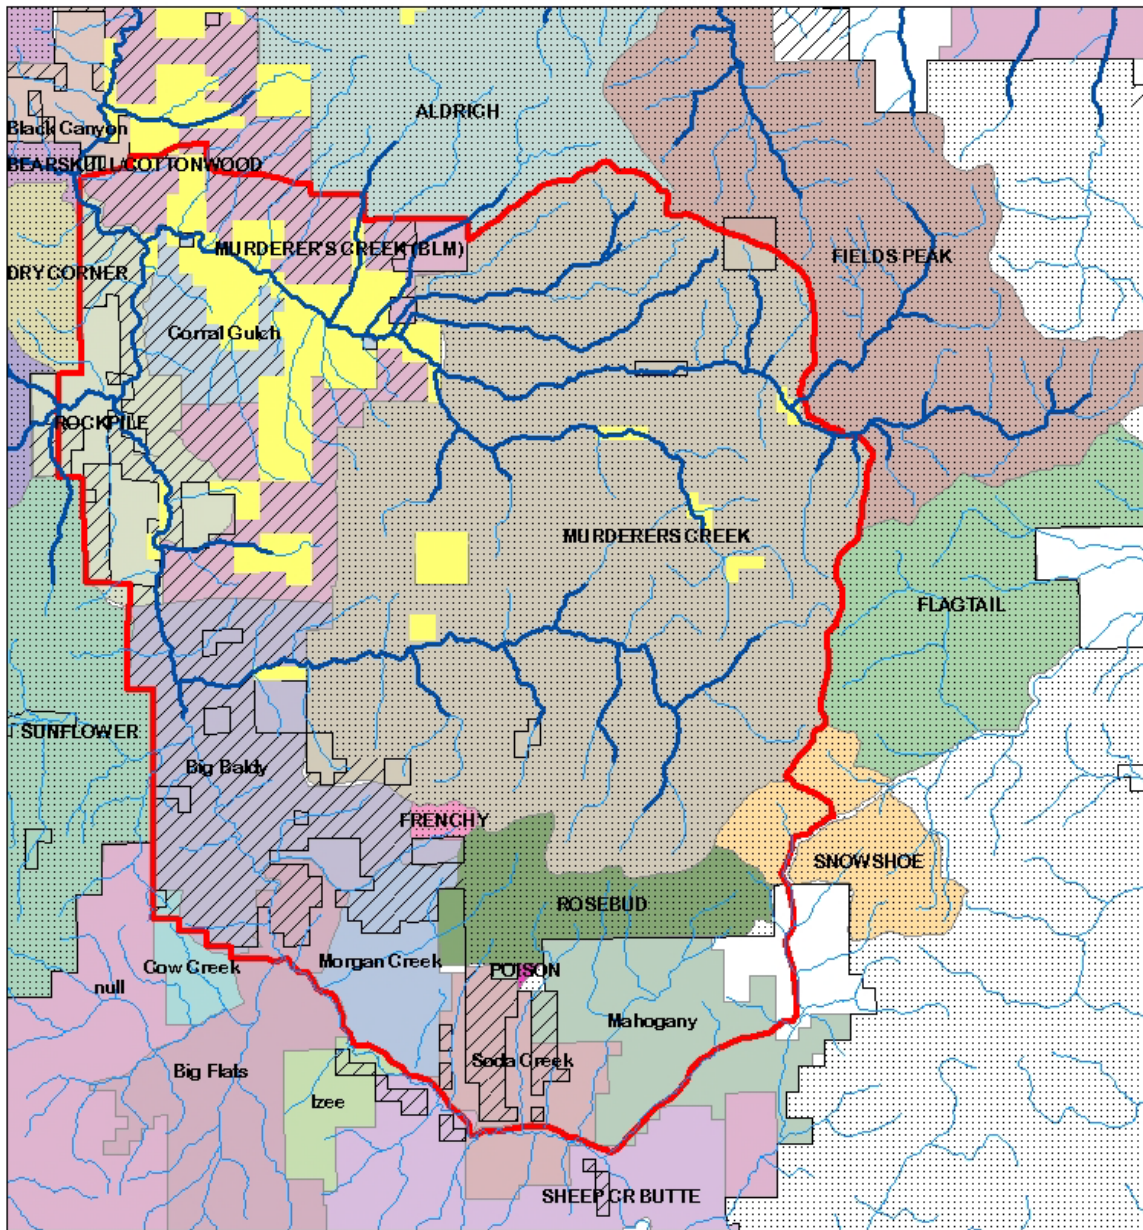 ALDRICH
Black Canyon
BEARSKULL/COTTONWOOD
MURDERER'S CREEK (BLM)
FIELDS PEAK
DRY CORNER
Corral Gulch
ROCKPILE
MURDERERS CREEK
FLAGTAIL
SUNFLOWER
Big Baldy
FRENCHY
SNOWSHOE
ROSEBUD
Cow Creek
Morgan Creek
POISON
null
Mahogany
Soda Creek
Big Flats
Izee
SHEEP CR BUTTE